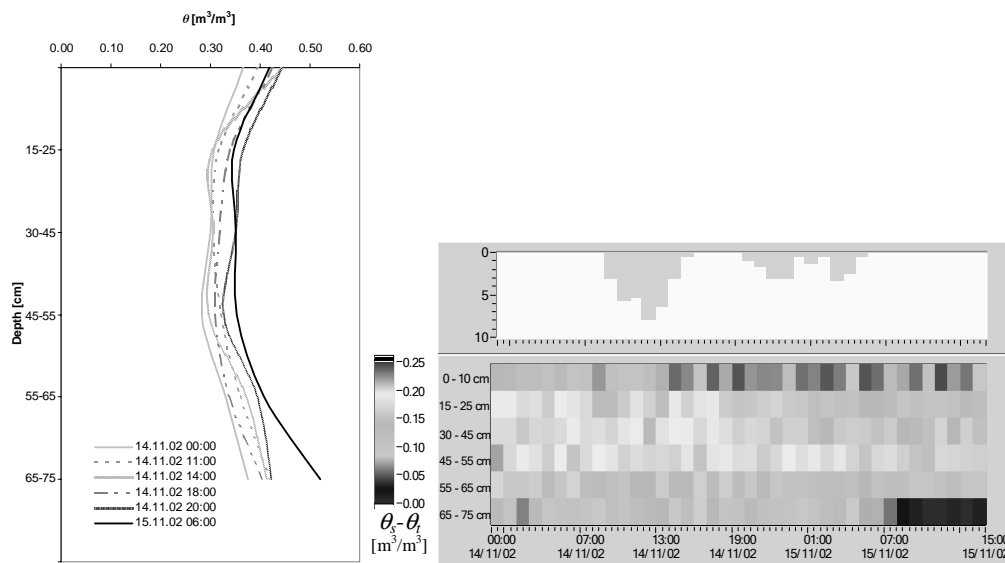 θ [m³/m³]
0.00 0.10 0.20 0.30 0.40 0.50 0.60
Depth [cm]
15-25
30-45
45-55
55-65
65-75
14.11.02 00:00
14.11.02 11:00
14.11.02 14:00
14.11.02 18:00
14.11.02 20:00
15.11.02 06:00
0.25
0.20
0.15
0.10
0.05
0.00
θs-θt
[m³/m³]
0
5
10
0 - 10 cm
15 - 25 cm
30 - 45 cm
45 - 55 cm
55 - 65 cm
65 - 75 cm
00:00 07:00 13:00 19:00 01:00 07:00 15:00
14/11/02 14/11/02 14/11/02 14/11/02 15/11/02 15/11/02 15/11/02